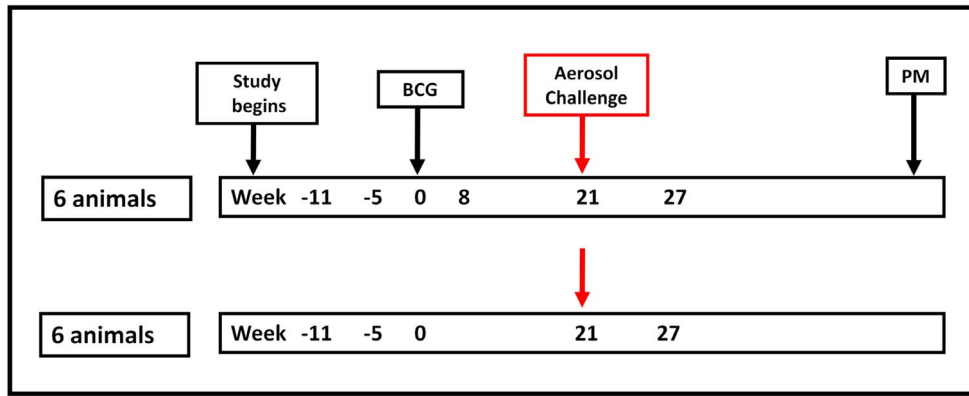 Study
begins
BCG
Aerosol
Challenge
PM
6 animals
Week -11 -5 0 8 21 27
6 animals
Week -11 -5 0 21 27